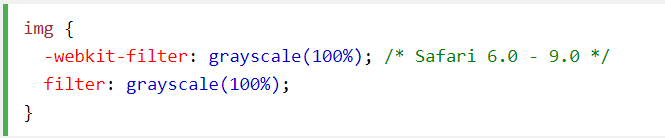 img {
  -webkit-filter: grayscale(100%); /* Safari 6.0 - 9.0 */
  filter: grayscale(100%);
}